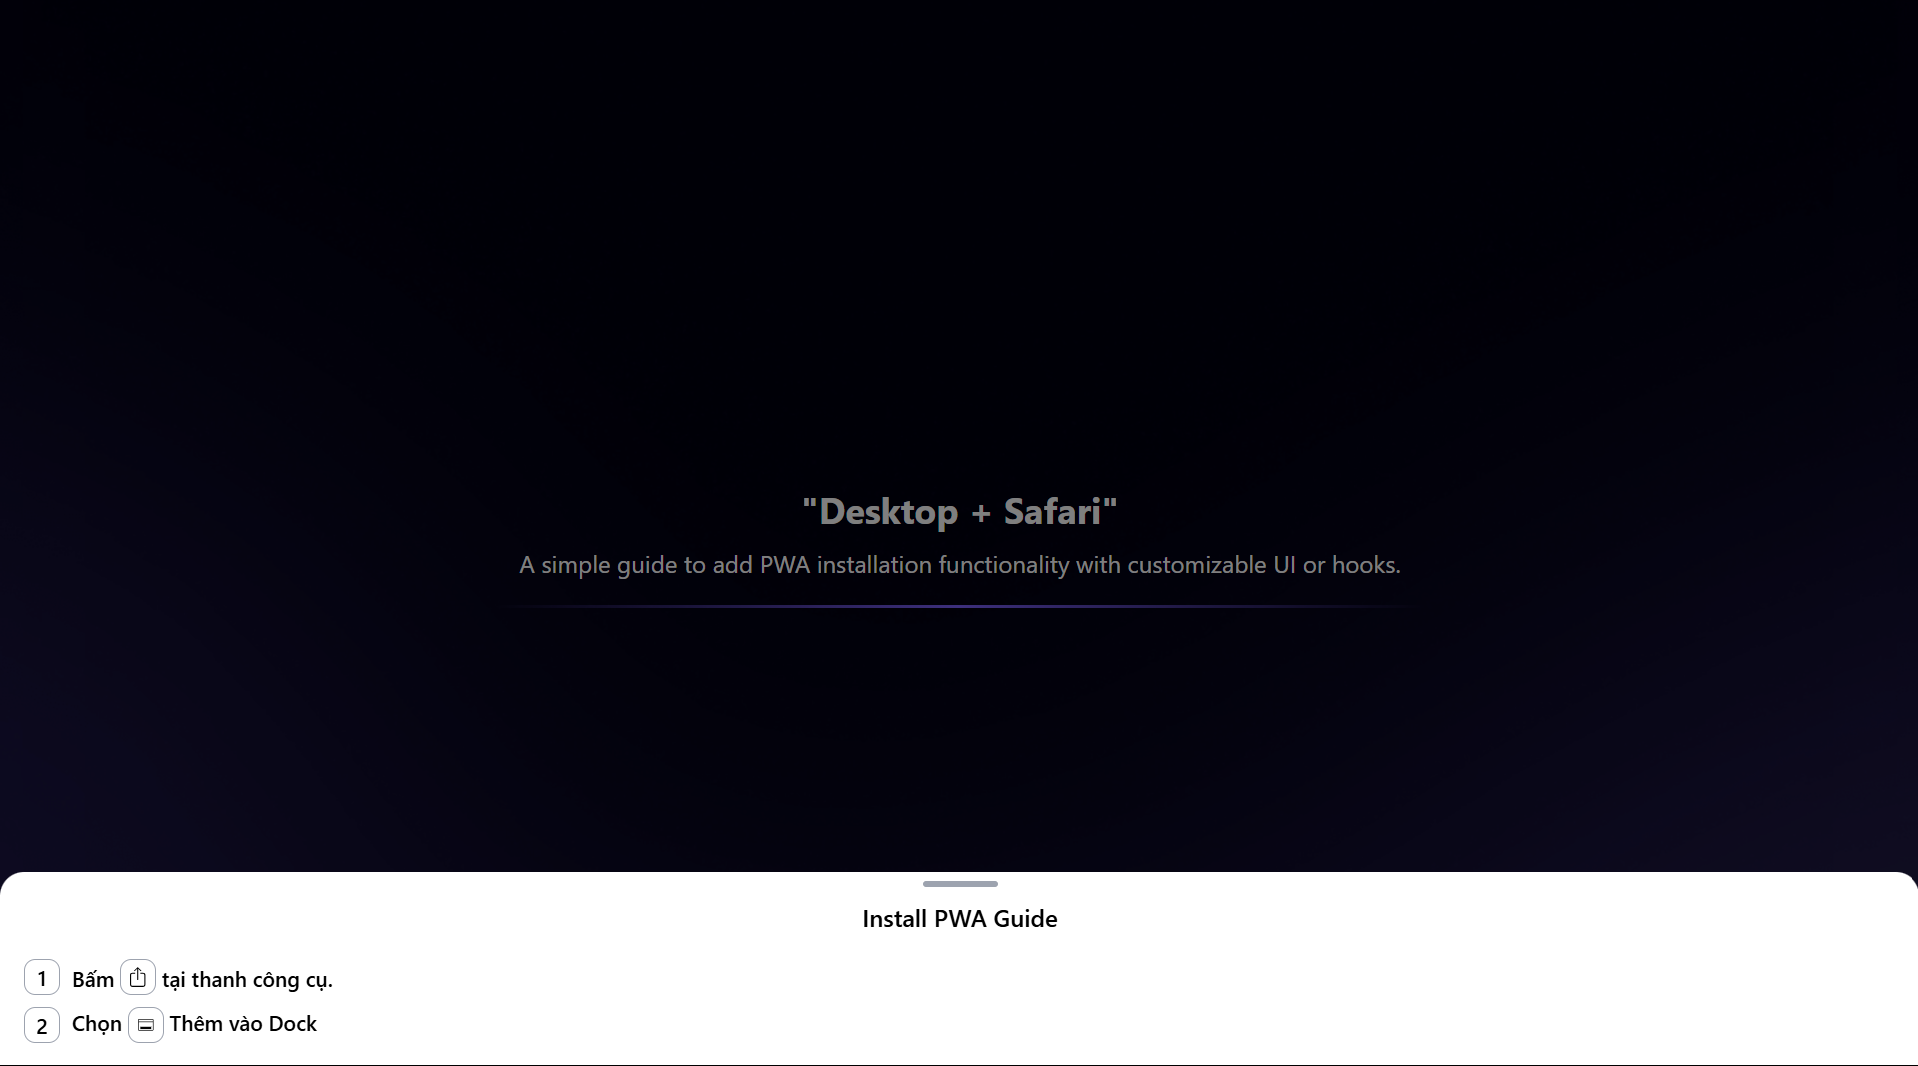 "Desktop + Safari"
A simple guide to add PWA installation functionality with customizable UI or hooks.
Install PWA Guide
1 Bấm tại thanh công cụ.
2 Chọn Thêm vào Dock